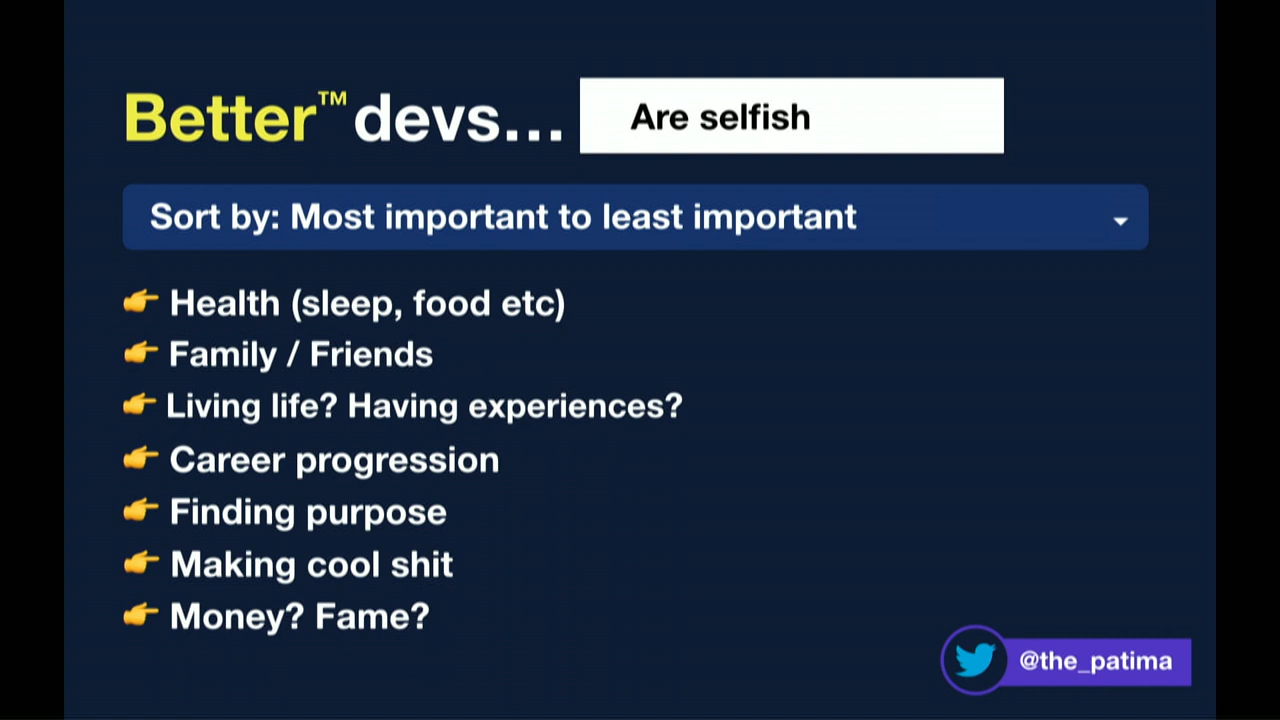 Better™ devs... Are selfish
Sort by: Most important to least important
👉 Health (sleep, food etc)
👉 Family / Friends
👉 Living life? Having experiences?
👉 Career progression
👉 Finding purpose
👉 Making cool shit
👉 Money? Fame?
@the_patima